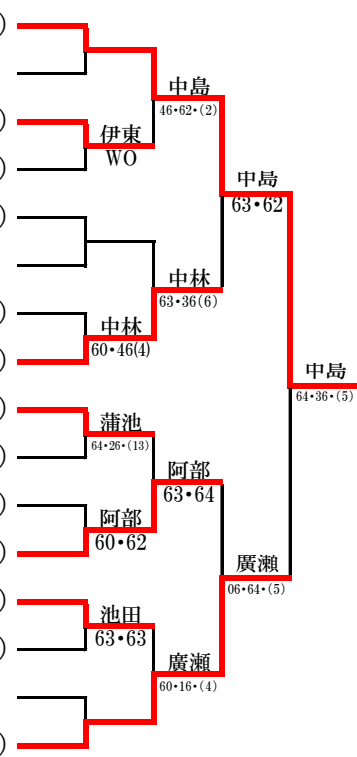 中島
46・62・(2)
伊東
WO
中島
63・62
中林
63・36(6)
中林
60・46(4)
中島
64・36・(5)
蒲池
64・26・(13)
阿部
63・64
阿部
60・62
廣瀬
06・64・(5)
池田
63・63
廣瀬
60・16・(4)